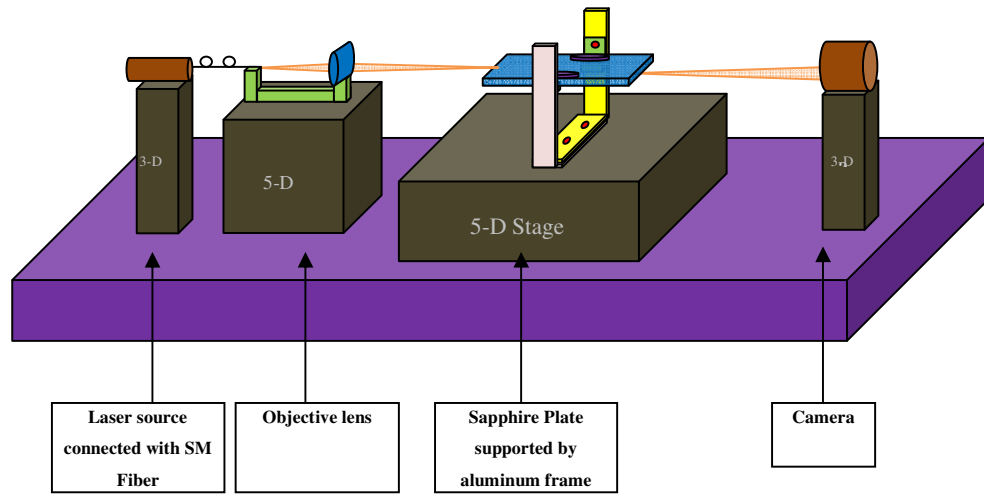 3-D
5-D
5-D Stage
3-D
Laser source
connected with SM
Fiber
Objective lens
Sapphire Plate
supported by
aluminum frame
Camera